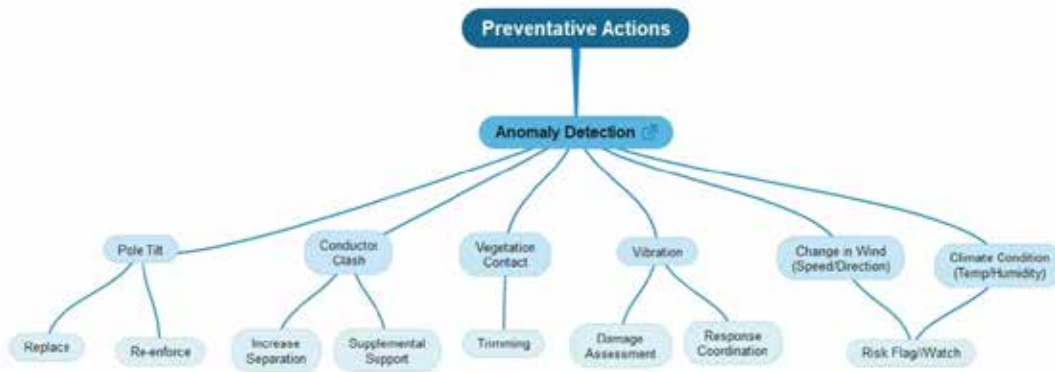 Preventative Actions
Anomaly Detection
Pole Tilt
Conductor
Clash
Vegetation
Contact
Vibration
Change in Wind
(Speed/Direction)
Climate Condition
(Temp/Humidity)
Replace
Re-enforce
Increase
Separation
Supplemental
Support
Trimming
Damage
Assessment
Response
Coordination
Risk Flag//Watch